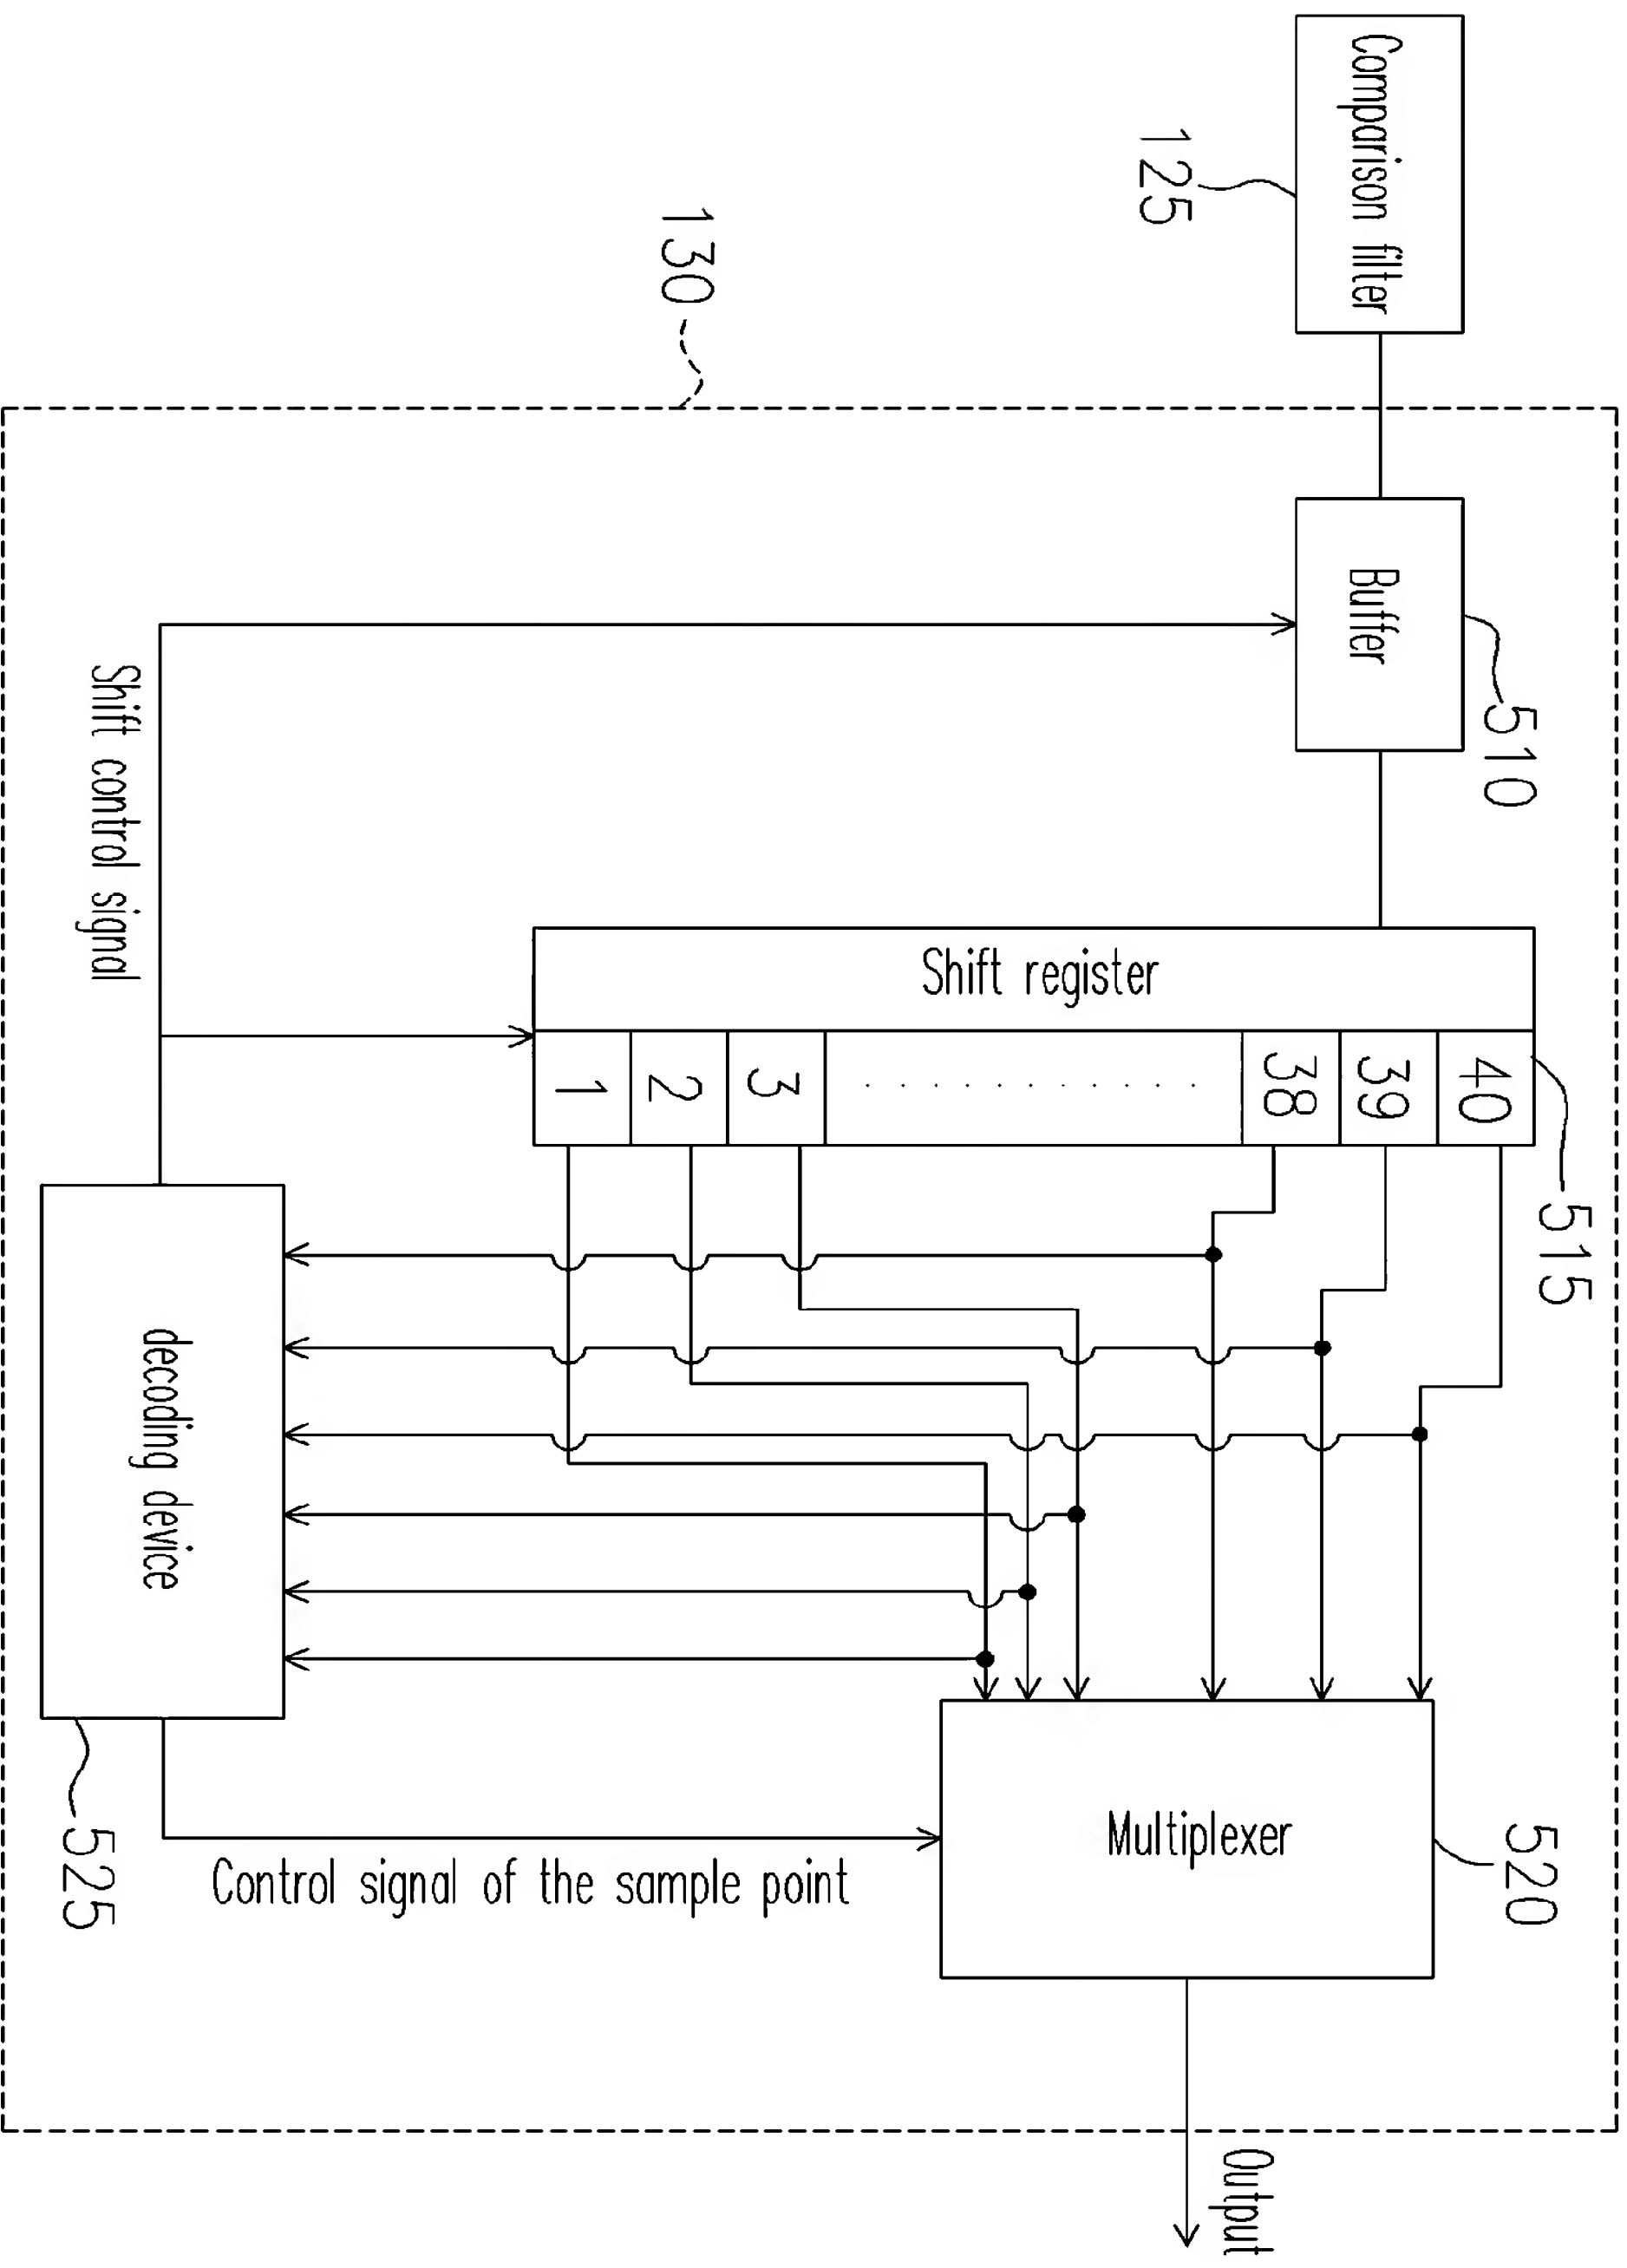 Comparison filter
125
130
Buffer
510
Shift control signal
Shift register
40
39
38
. . . . . . . . . . .
3
2
1
515
decoding device
525
Control signal of the sample point
Multiplexer
520
Output